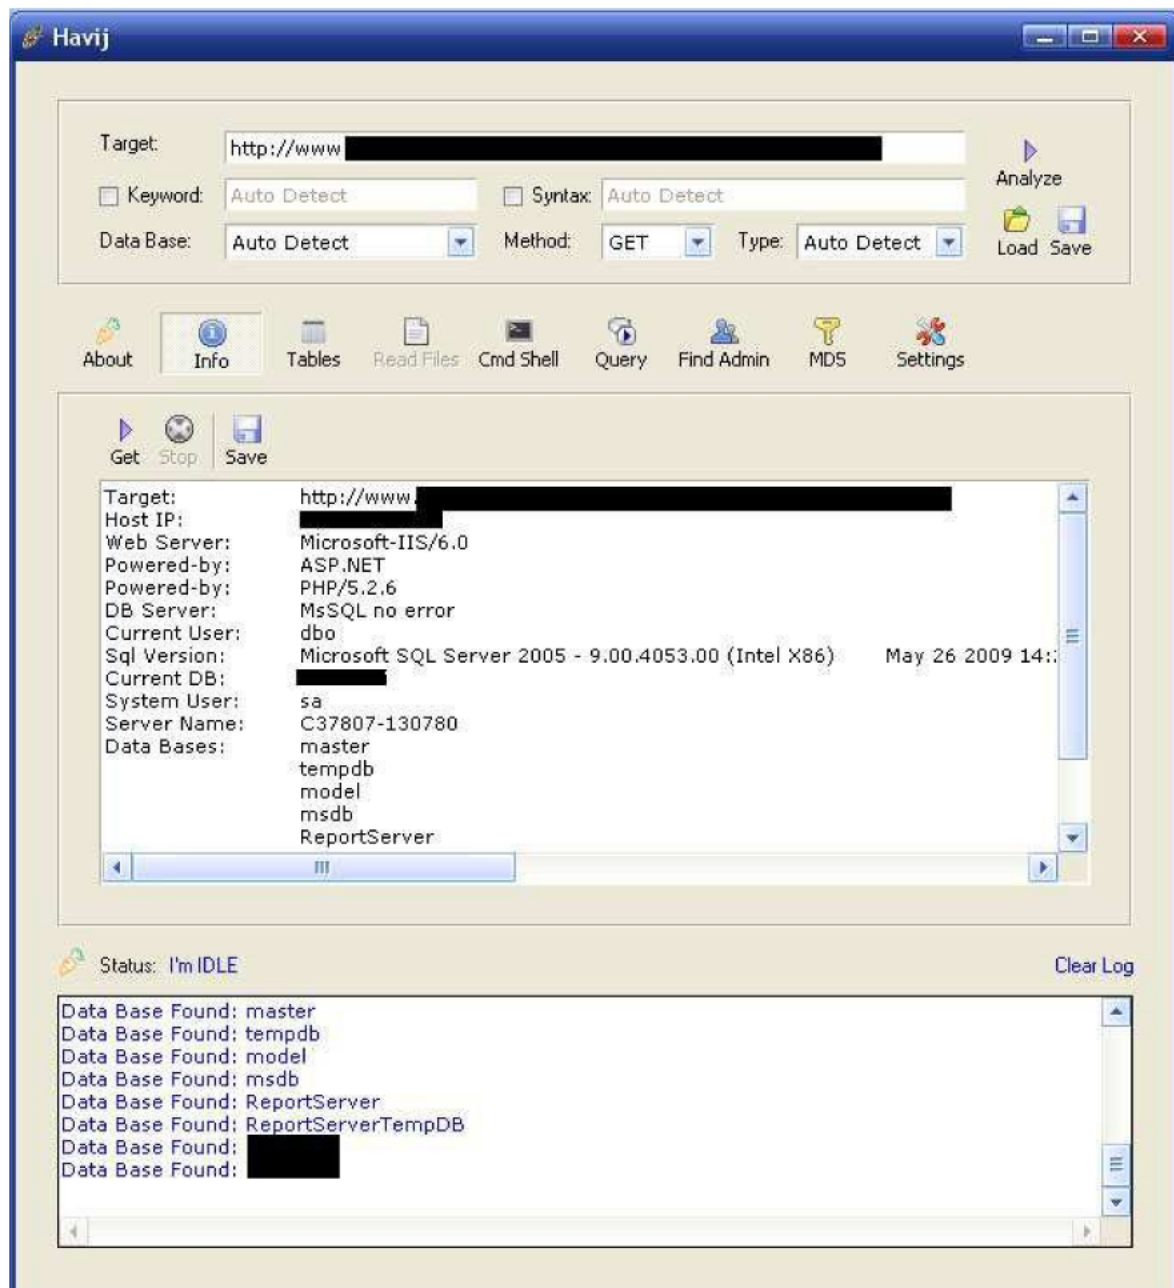 Havij
Target: http://www
Analyze
Keyword: Auto Detect Syntax: Auto Detect
Data Base: Auto Detect Method: GET Type: Auto Detect
Load Save
About Info Tables Read Files Cmd Shell Query Find Admin MD5 Settings
Get Stop Save
Target: http://www.
Host IP:
Web Server: Microsoft-IIS/6.0
Powered-by: ASP.NET
Powered-by: PHP/5.2.6
DB Server: MsSQL no error
Current User: dbo
Sql Version: Microsoft SQL Server 2005 - 9.00.4053.00 (Intel X86) May 26 2009 14:
Current DB:
System User: sa
Server Name: C37807-130780
Data Bases: master
tempdb
model
msdb
ReportServer
Status: I'm IDLE Clear Log
Data Base Found: master
Data Base Found: tempdb
Data Base Found: model
Data Base Found: msdb
Data Base Found: ReportServer
Data Base Found: ReportServerTempDB
Data Base Found:
Data Base Found: